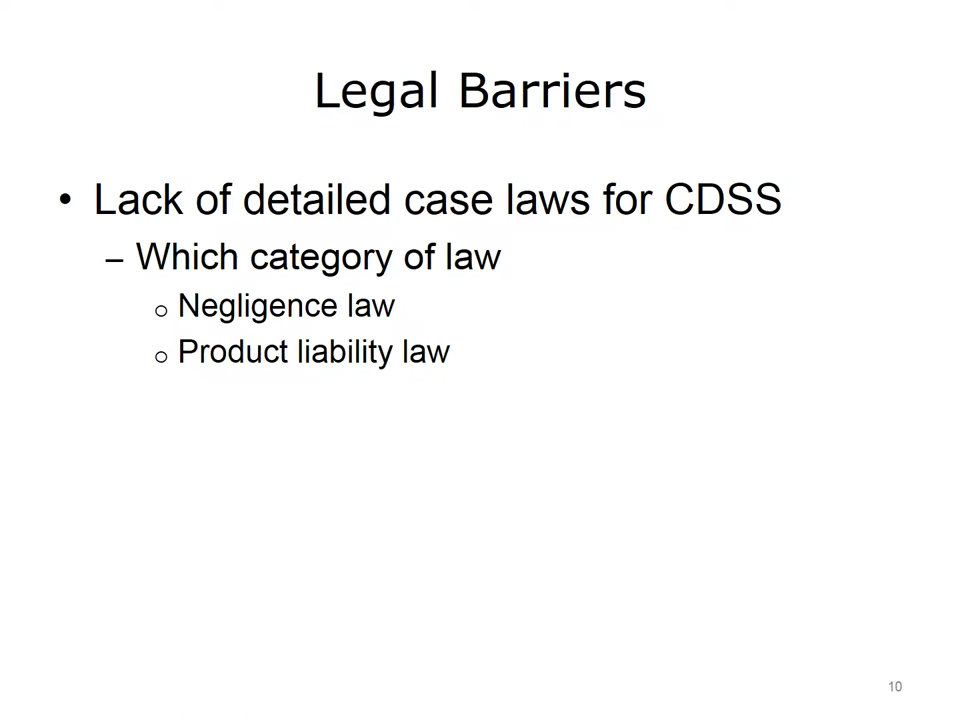 Legal Barriers
• Lack of detailed case laws for CDSS
– Which category of law
o Negligence law
o Product liability law
10